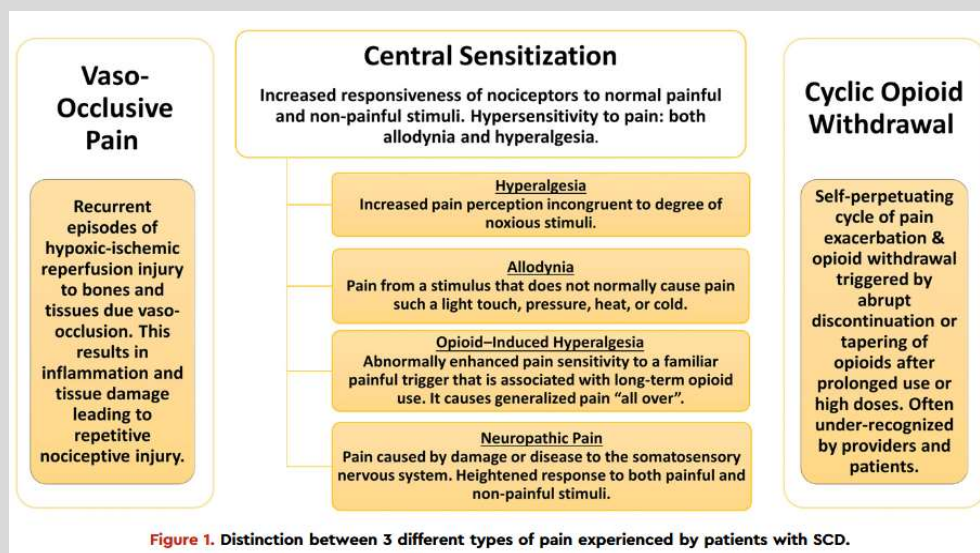 Vaso-
Occlusive
Pain
Recurrent
episodes of
hypoxic-ischemic
reperfusion injury
to bones and
tissues due vaso-
occlusion. This
results in
inflammation and
tissue damage
leading to
repetitive
nociceptive injury.
Central Sensitization
Increased responsiveness of nociceptors to normal painful
and non-painful stimuli. Hypersensitivity to pain: both
allodynia and hyperalgesia.
Hyperalgesia
Increased pain perception incongruent to degree of
noxious stimuli.
Allodynia
Pain from a stimulus that does not normally cause pain
such a light touch, pressure, heat, or cold.
Opioid–Induced Hyperalgesia
Abnormally enhanced pain sensitivity to a familiar
painful trigger that is associated with long-term opioid
use. It causes generalized pain “all over”.
Neuropathic Pain
Pain caused by damage or disease to the somatosensory
nervous system. Heightened response to both painful and
non-painful stimuli.
Cyclic Opioid
Withdrawal
Self-perpetuating
cycle of pain
exacerbation &
opioid withdrawal
triggered by
abrupt
discontinuation or
tapering of
opioids after
prolonged use or
high doses. Often
under-recognized
by providers and
patients.
Figure 1. Distinction between 3 different types of pain experienced by patients with SCD.